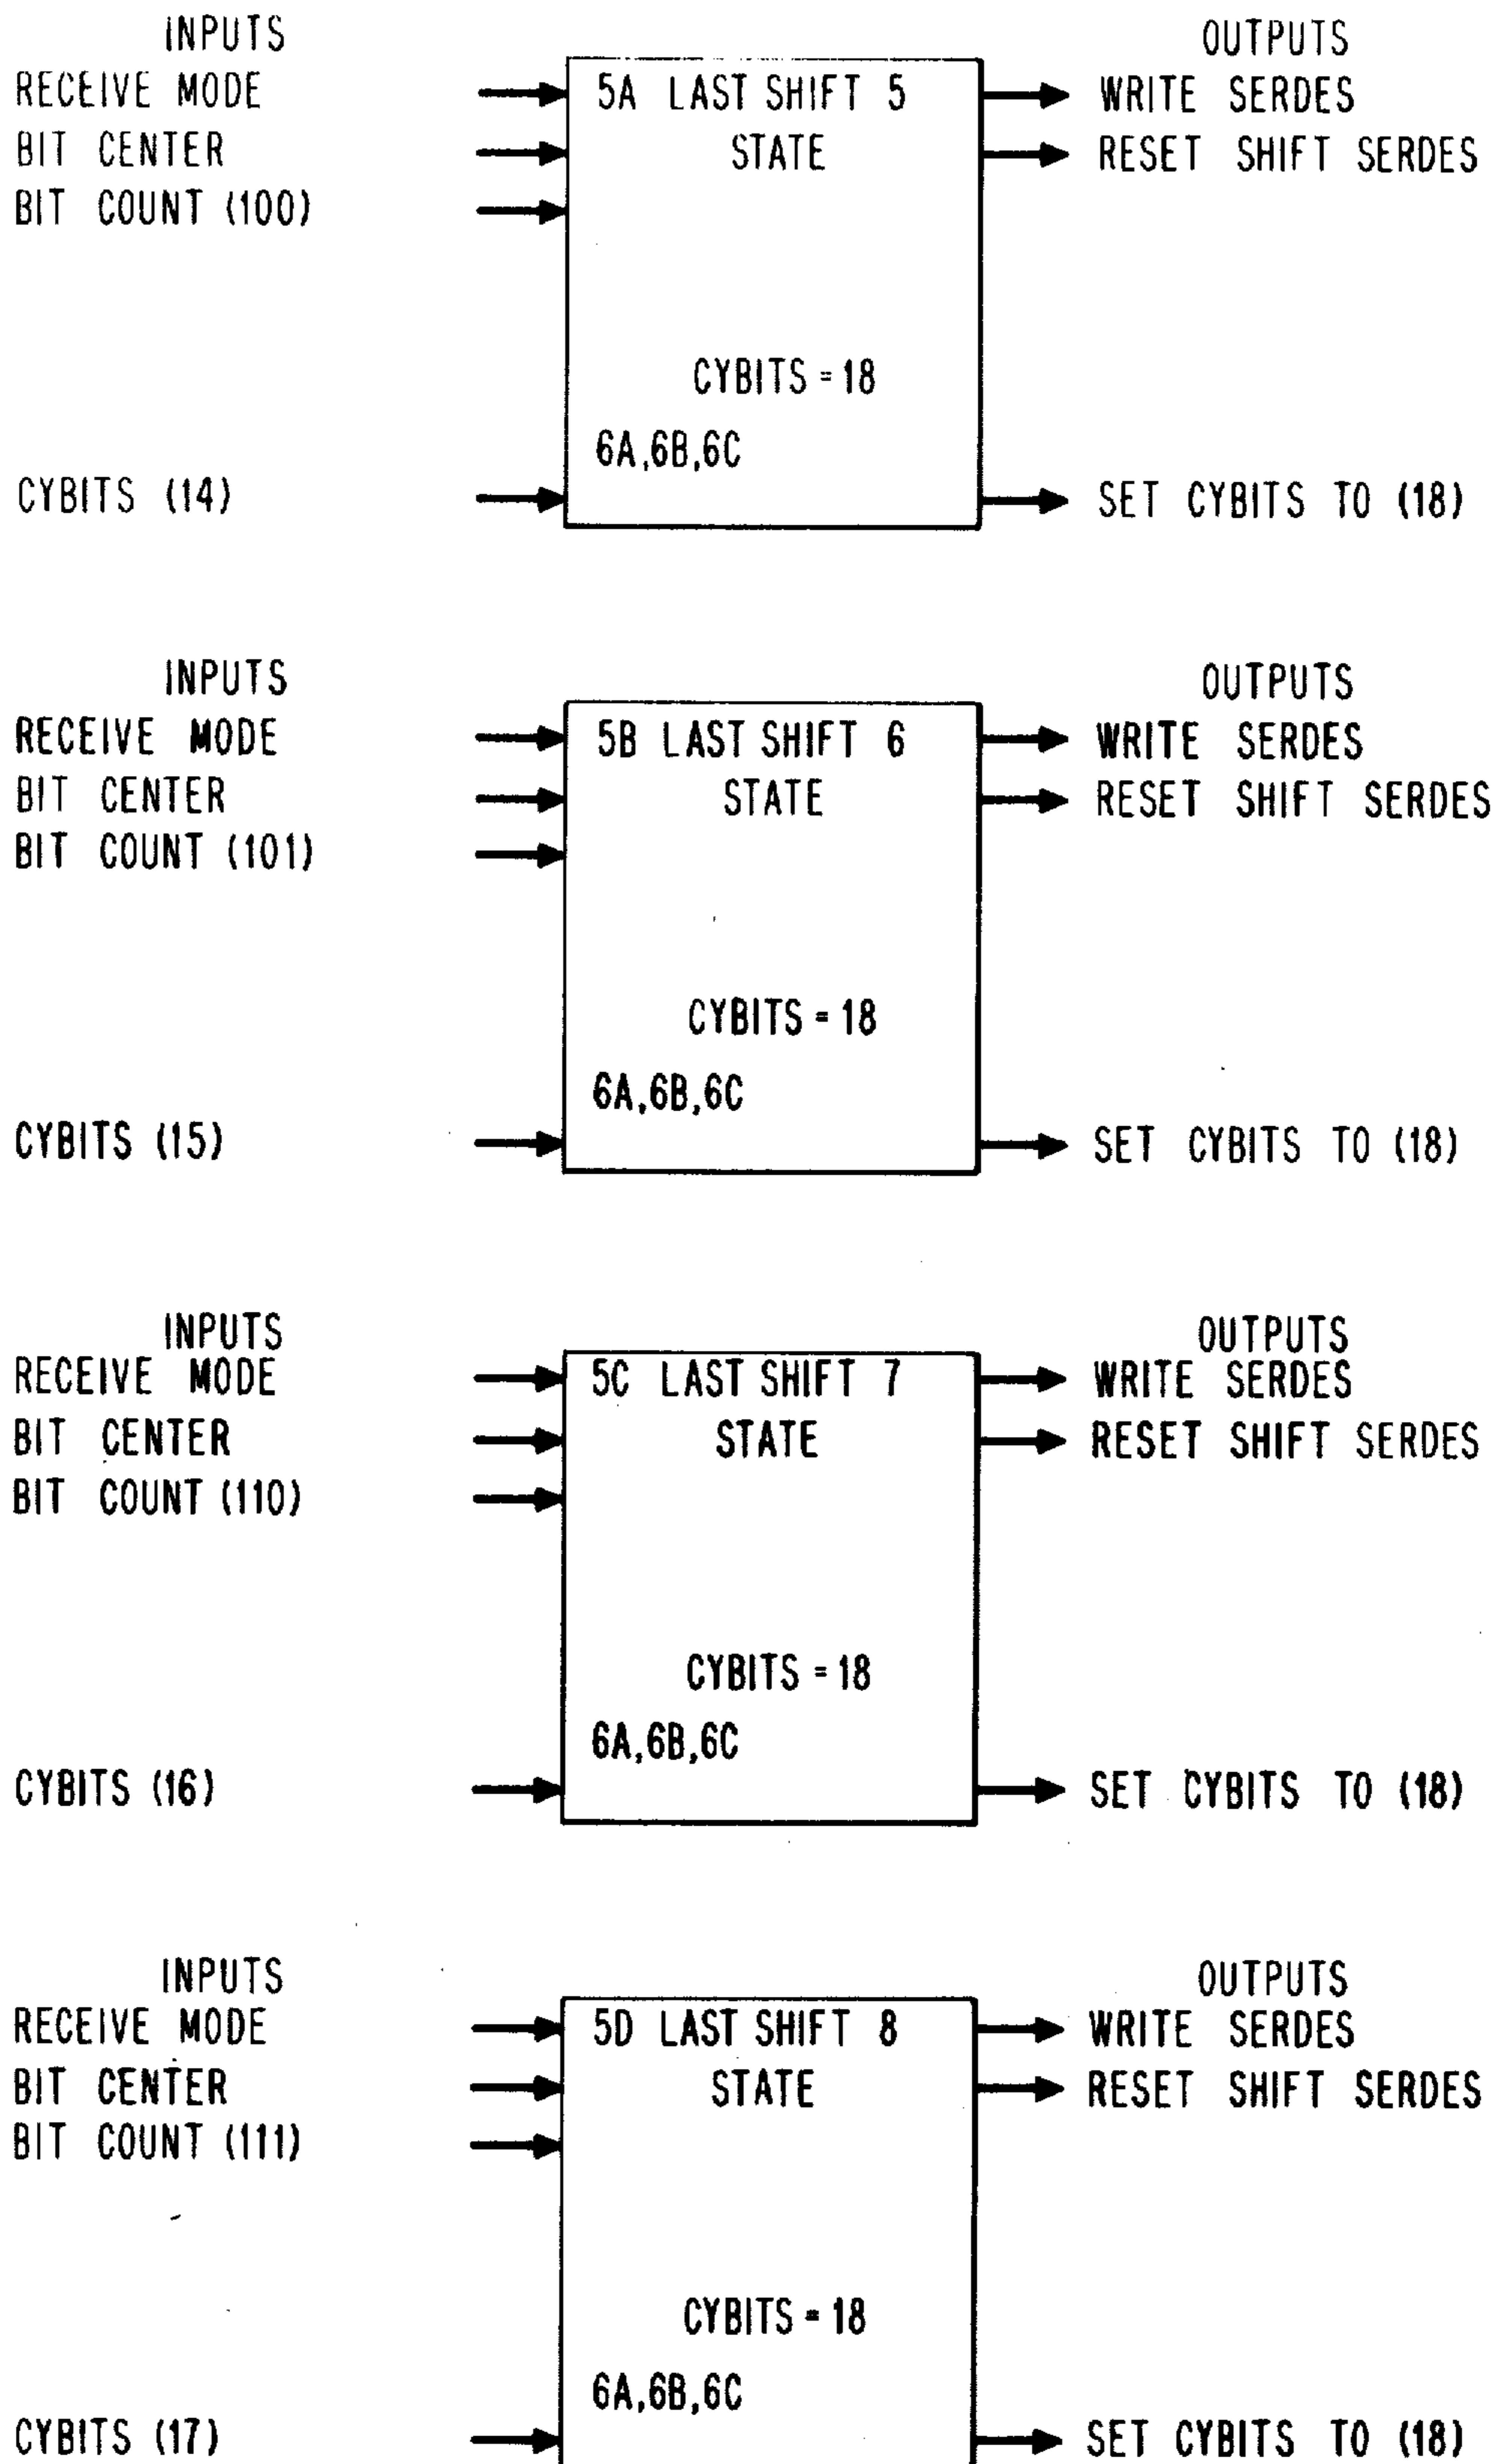 INPUTS
OUTPUTS
RECEIVE MODE
5A LAST SHIFT 5
WRITE SERDES
BIT CENTER
STATE
RESET SHIFT SERDES
BIT COUNT (100)
CYBITS = 18
6A,6B,6C
CYBITS (14)
SET CYBITS TO (18)
INPUTS
OUTPUTS
RECEIVE MODE
5B LAST SHIFT 6
WRITE SERDES
BIT CENTER
STATE
RESET SHIFT SERDES
BIT COUNT (101)
CYBITS = 18
6A,6B,6C
CYBITS (15)
SET CYBITS TO (18)
INPUTS
OUTPUTS
RECEIVE MODE
5C LAST SHIFT 7
WRITE SERDES
BIT CENTER
STATE
RESET SHIFT SERDES
BIT COUNT (110)
CYBITS = 18
6A,6B,6C
CYBITS (16)
SET CYBITS TO (18)
INPUTS
OUTPUTS
RECEIVE MODE
5D LAST SHIFT 8
WRITE SERDES
BIT CENTER
STATE
RESET SHIFT SERDES
BIT COUNT (111)
CYBITS = 18
6A,6B,6C
CYBITS (17)
SET CYBITS TO (18)